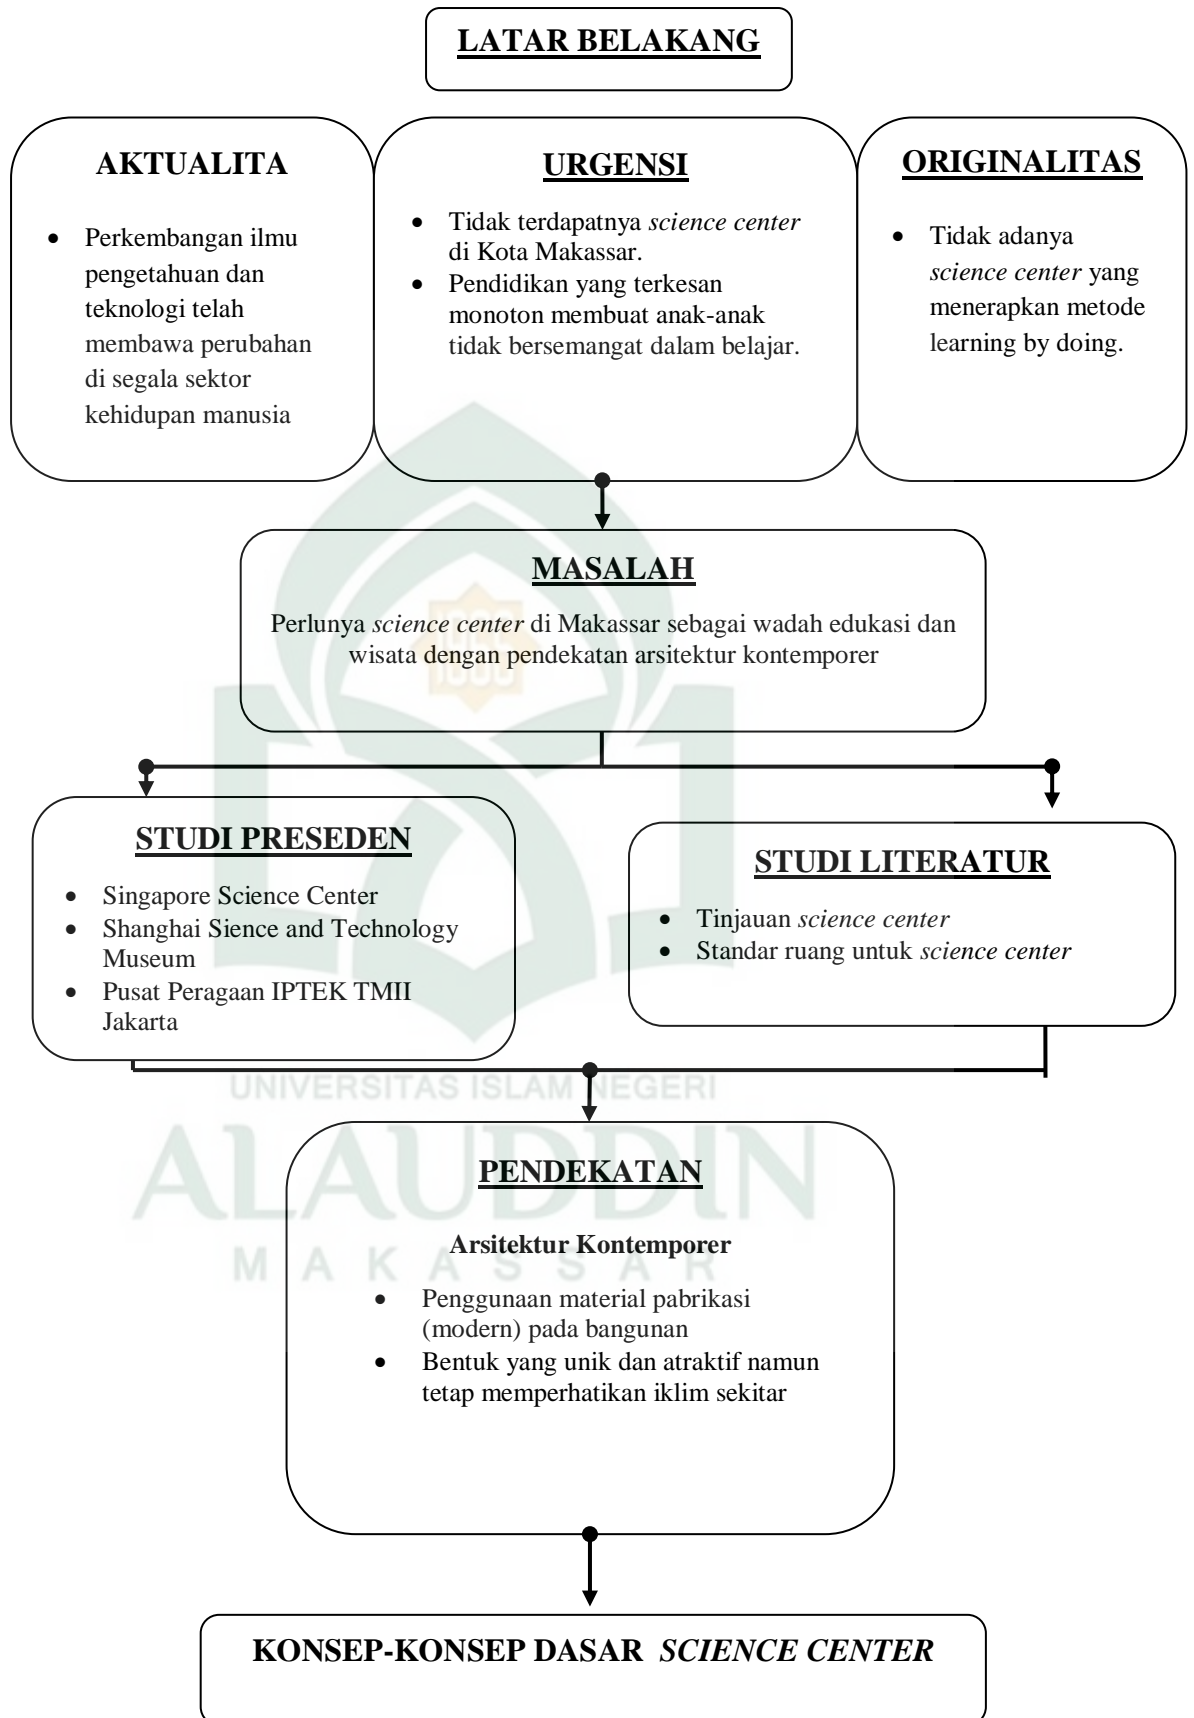 LATAR BELAKANG
AKTUALITA
• Perkembangan ilmu
pengetahuan dan
teknologi telah
membawa perubahan
di segala sektor
kehidupan manusia
URGENSI
• Tidak terdapatnya science center
di Kota Makassar.
• Pendidikan yang terkesan
monoton membuat anak-anak
tidak bersemangat dalam belajar.
ORIGINALITAS
• Tidak adanya
science center yang
menerapkan metode
learning by doing.
MASALAH
Perlunya science center di Makassar sebagai wadah edukasi dan
wisata dengan pendekatan arsitektur kontemporer
STUDI PRESEDEN
• Singapore Science Center
• Shanghai Sience and Technology
Museum
• Pusat Peragaan IPTEK TMII
Jakarta
STUDI LITERATUR
• Tinjauan science center
• Standar ruang untuk science center
UNIVERSITAS ISLAM NEGERI
ALAUDDIN
MAKASSAR
PENDEKATAN
Arsitektur Kontemporer
• Penggunaan material pabrikasi
(modern) pada bangunan
• Bentuk yang unik dan atraktif namun
tetap memperhatikan iklim sekitar
KONSEP-KONSEP DASAR SCIENCE CENTER